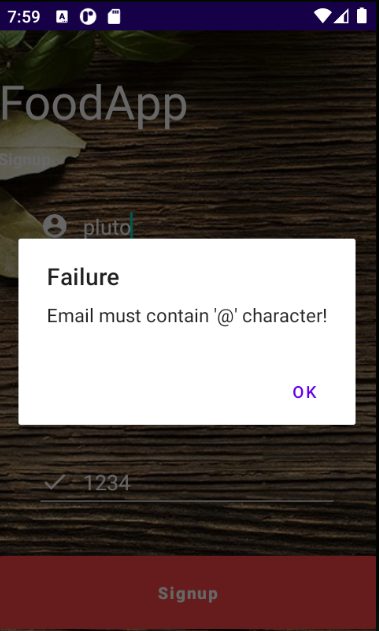 7:59
FoodApp
Signup
pluto
Failure
Email must contain '@' character!
OK
1234
Signup